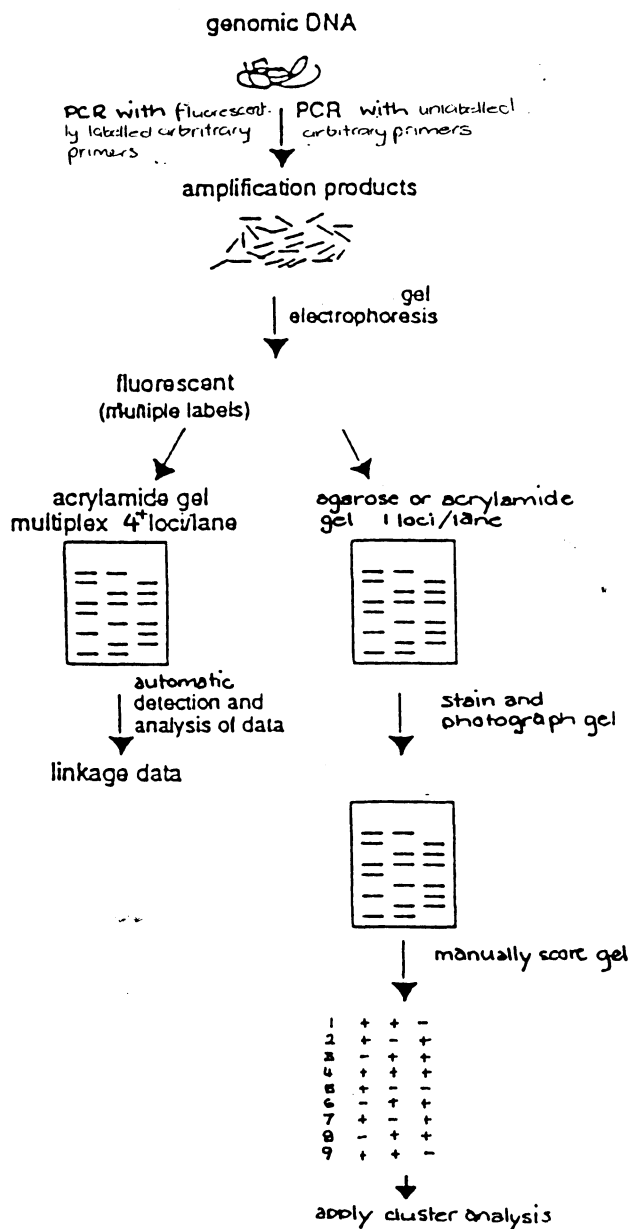 genomic DNA
PCR with fluorescent-
ly labelled arbritrary
primers
PCR with unlabelled
arbitrary primers
amplification products
gel
electrophoresis
fluorescent
(multiple labels)
acrylamide gel
multiplex 4+loci/lane
agarose or acrylamide
gel 1 loci/lane
automatic
detection and
analysis of data
linkage data
stain and
photograph gel
manually score gel
1 + + -
2 + - +
3 - + +
4 + + +
5 + - -
6 - + +
7 + - +
8 - + +
9 + + -
apply cluster analysis